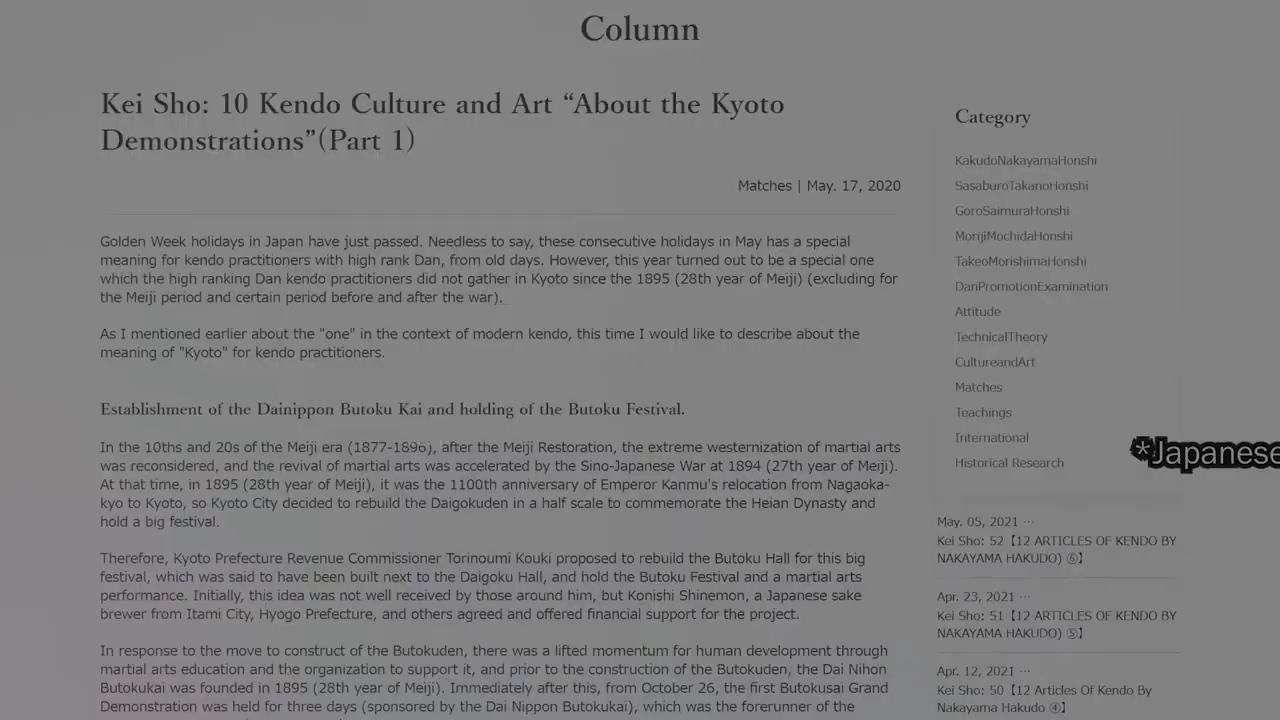 Column
Kei Sho: 10 Kendo Culture and Art “About the Kyoto
Demonstrations”(Part 1)
Matches | May. 17, 2020
Golden Week holidays in Japan have just passed. Needless to say, these consecutive holidays in May has a special
meaning for kendo practitioners with high rank Dan, from old days. However, this year turned out to be a special one
which the high ranking Dan kendo practitioners did not gather in Kyoto since the 1895 (28th year of Meiji) (excluding for
the Meiji period and certain period before and after the war).
As I mentioned earlier about the "one" in the context of modern kendo, this time I would like to describe about the
meaning of "Kyoto" for kendo practitioners.
Establishment of the Dainippon Butoku Kai and holding of the Butoku Festival.
In the 10ths and 20s of the Meiji era (1877-1896), after the Meiji Restoration, the extreme westernization of martial arts
was reconsidered, and the revival of martial arts was accelerated by the Sino-Japanese War at 1894 (27th year of Meiji).
At that time, in 1895 (28th year of Meiji), it was the 1100th anniversary of Emperor Kanmu's relocation from Nagaoka-
kyo to Kyoto, so Kyoto City decided to rebuild the Daigokuden in a half scale to commemorate the Heian Dynasty and
hold a big festival.
Therefore, Kyoto Prefecture Revenue Commissioner Torinoumi Kouki proposed to rebuild the Butoku Hall for this big
festival, which was said to have been built next to the Daigoku Hall, and hold the Butoku Festival and a martial arts
performance. Initially, this idea was not well received by those around him, but Konishi Shinemon, a Japanese sake
brewer from Itami City, Hyogo Prefecture, and others agreed and offered financial support for the project.
In response to the move to construct of the Butokuden, there was a lifted momentum for human development through
martial arts education and the organization to support it, and prior to the construction of the Butokuden, the Dai Nihon
Butokukai was founded in 1895 (28th year of Meiji). Immediately after this, from October 26, the first Butokusai Grand
Demonstration was held for three days (sponsored by the Dai Nippon Butokukai), which was the forerunner of the
Category
KakudoNakayamaHonshi
SasaburoTakanoHonshi
GoroSaimuraHonshi
MorijiMochidaHonshi
TakeoMorishimaHonshi
DanPromotionExamination
Attitude
TechnicalTheory
CultureandArt
Matches
Teachings
International
Historical Research
*Japanese
May. 05, 2021 ···
Kei Sho: 52【12 ARTICLES OF KENDO BY
NAKAYAMA HAKUDO) ⑥】
Apr. 23, 2021 ···
Kei Sho: 51【12 ARTICLES OF KENDO BY
NAKAYAMA HAKUDO) ⑤】
Apr. 12, 2021 ···
Kei Sho: 50【12 Articles Of Kendo By
Nakayama Hakudo ④】